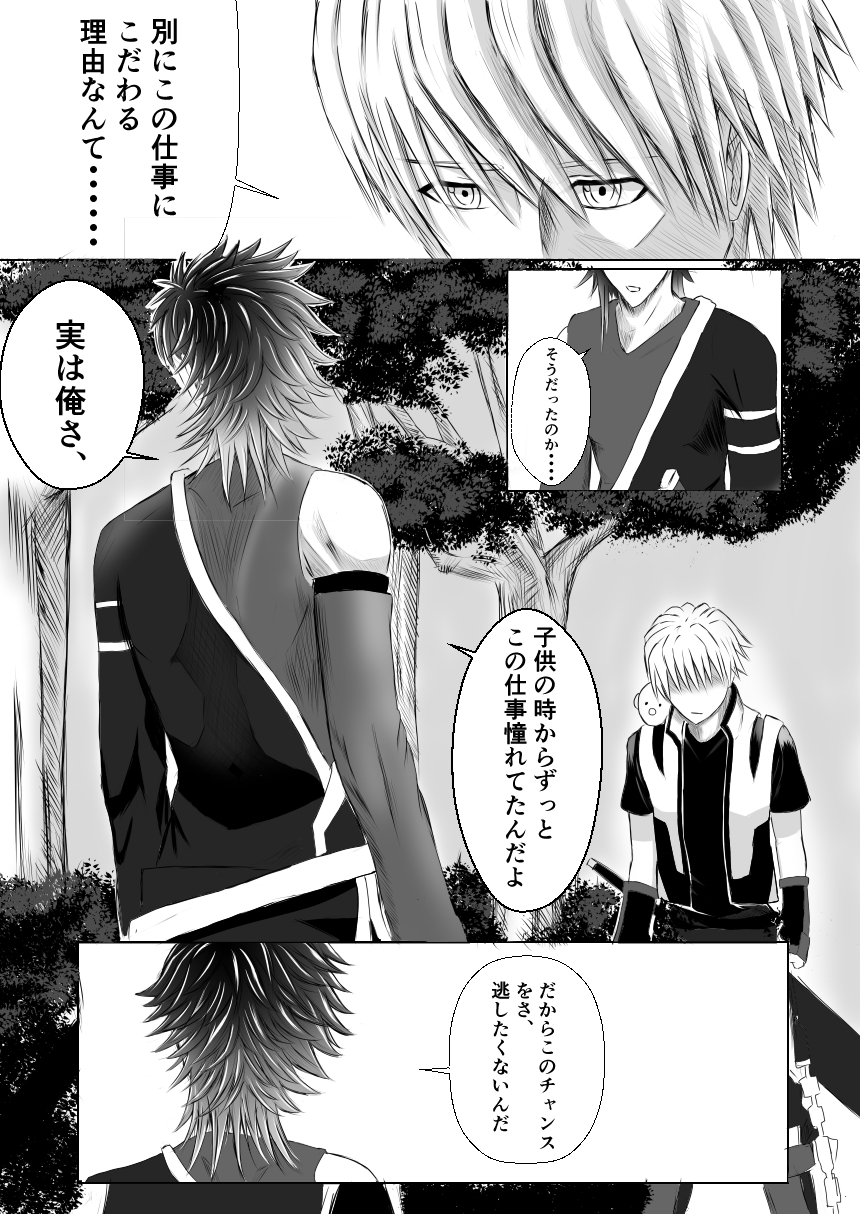 別にこの仕事に
こだわる
理由なんて・・・・・・
そうだったのか・・・
実は俺さ、
子供の時からずっと
この仕事憧れてたんだよ
だからこのチャンス
をさ、
逃したくないんだ